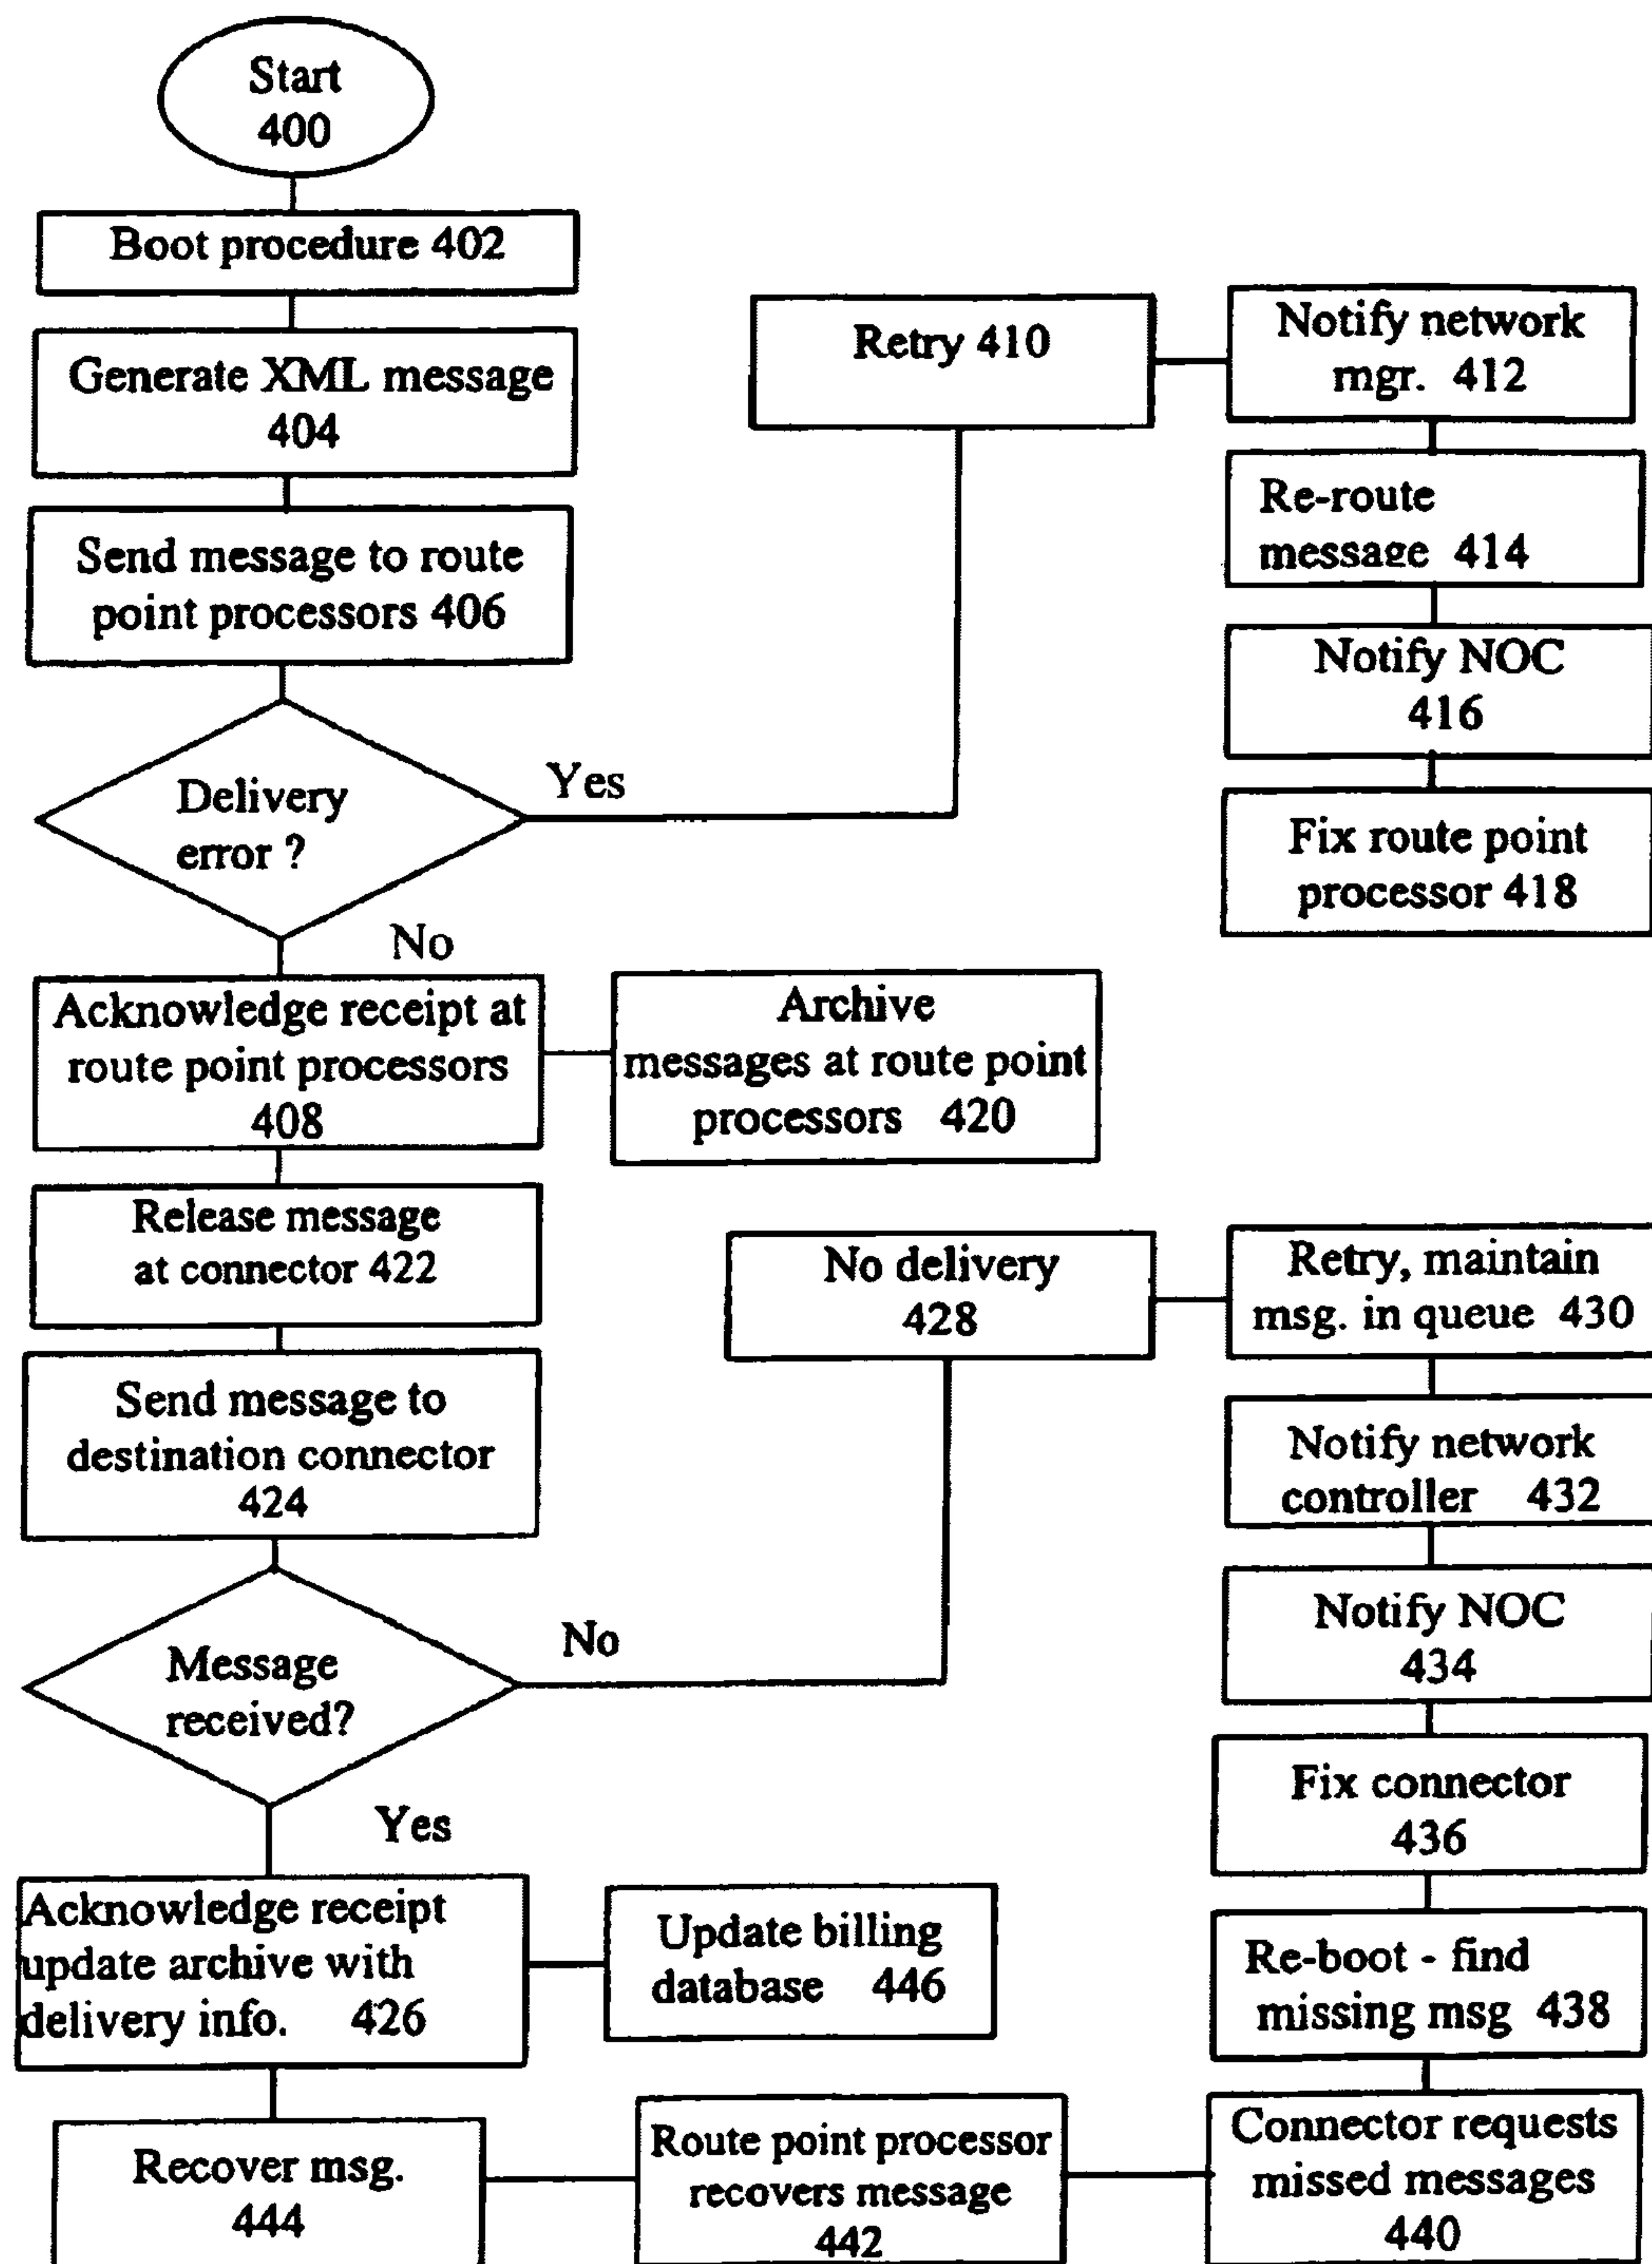 Start
400
Boot procedure 402
Generate XML message
404
Send message to route
point processors 406
Delivery
error ?
Yes
No
Retry 410
Notify network
mgr. 412
Re-route
message 414
Notify NOC
416
Fix route point
processor 418
Acknowledge receipt at
route point processors
408
Archive
messages at route point
processors 420
Release message
at connector 422
Send message to
destination connector
424
Message
received?
No
Yes
No delivery
428
Retry, maintain
msg. in queue 430
Notify network
controller 432
Notify NOC
434
Fix connector
436
Re-boot - find
missing msg 438
Connector requests
missed messages
440
Route point processor
recovers message
442
Recover msg.
444
Acknowledge receipt
update archive with
delivery info. 426
Update billing
database 446